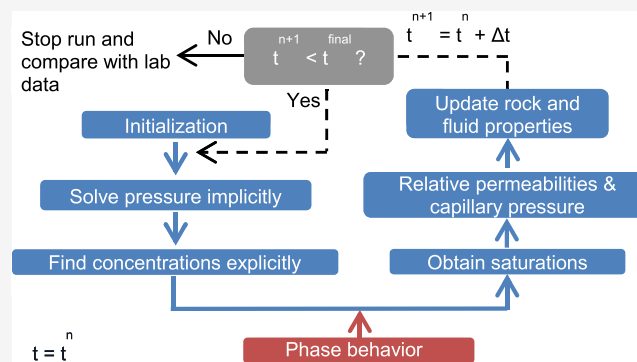 Stop run and
compare with lab
data
No
t^{n+1} < t^{final} ?
t^{n+1} = t^{n} + Δt
Yes
Initialization
Update rock and
fluid properties
Solve pressure implicitly
Relative permeabilities &
capillary pressure
Find concentrations explicitly
Obtain saturations
t = t^{n}
Phase behavior